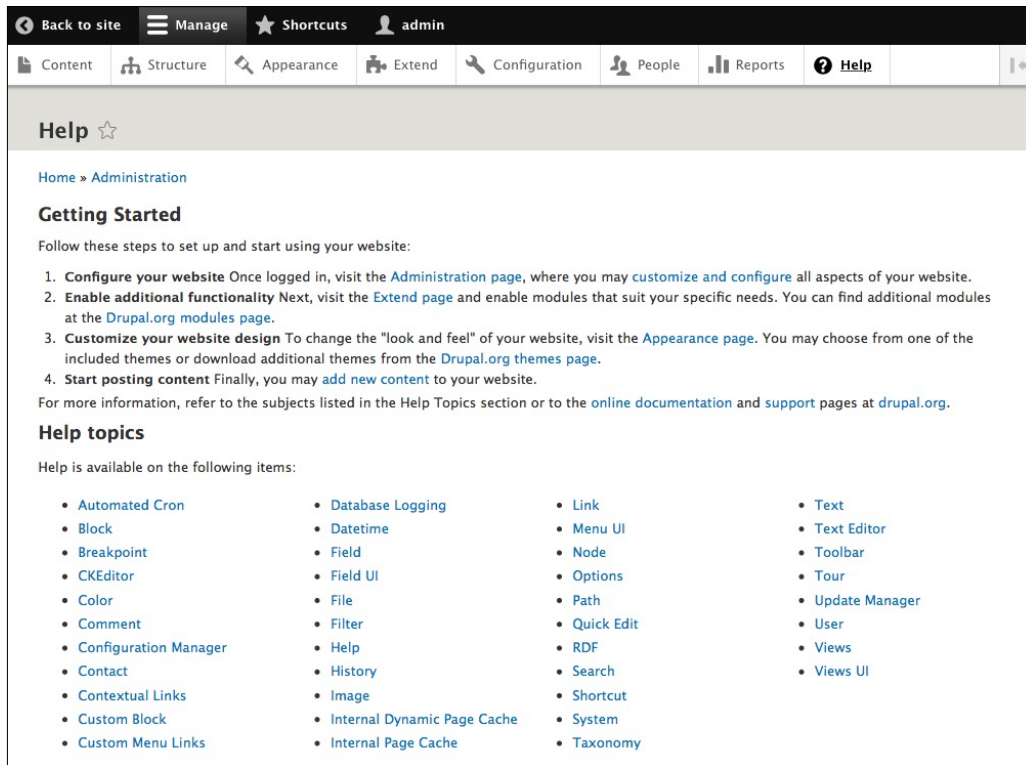 Back to site Manage Shortcuts admin
Content Structure Appearance Extend Configuration People Reports Help
Help
Home » Administration
Getting Started
Follow these steps to set up and start using your website:
1. Configure your website Once logged in, visit the Administration page, where you may customize and configure all aspects of your website.
2. Enable additional functionality Next, visit the Extend page and enable modules that suit your specific needs. You can find additional modules
at the Drupal.org modules page.
3. Customize your website design To change the "look and feel" of your website, visit the Appearance page. You may choose from one of the
included themes or download additional themes from the Drupal.org themes page.
4. Start posting content Finally, you may add new content to your website.
For more information, refer to the subjects listed in the Help Topics section or to the online documentation and support pages at drupal.org.
Help topics
Help is available on the following items:
• Automated Cron
• Block
• Breakpoint
• CKEditor
• Color
• Comment
• Configuration Manager
• Contact
• Contextual Links
• Custom Block
• Custom Menu Links
• Database Logging
• Datetime
• Field
• Field UI
• File
• Filter
• Help
• History
• Image
• Internal Dynamic Page Cache
• Internal Page Cache
• Link
• Menu UI
• Node
• Options
• Path
• Quick Edit
• RDF
• Search
• Shortcut
• System
• Taxonomy
• Text
• Text Editor
• Toolbar
• Tour
• Update Manager
• User
• Views
• Views UI